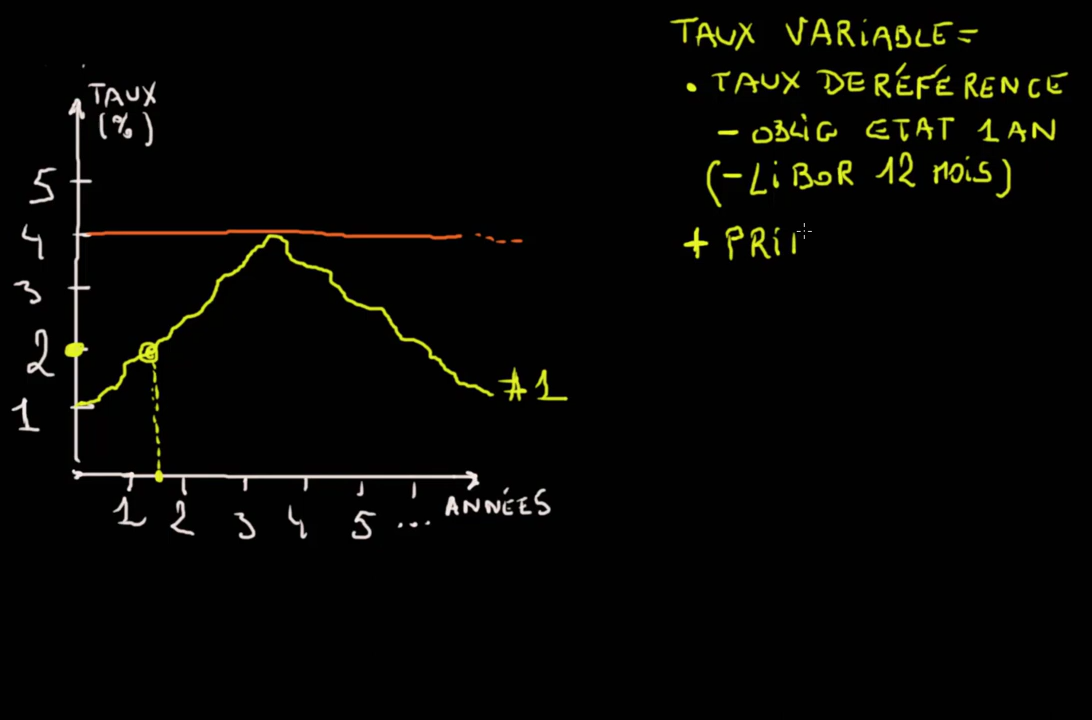 TAUX VARIABLE =
• TAUX DE RÉFÉRENCE
- OBLIG ETAT 1 AN
(- LIBOR 12 MOIS)
+ PRI
TAUX
(%)
5
4
3
2
1
#1
1 2 3 4 5 ...
ANNÉES